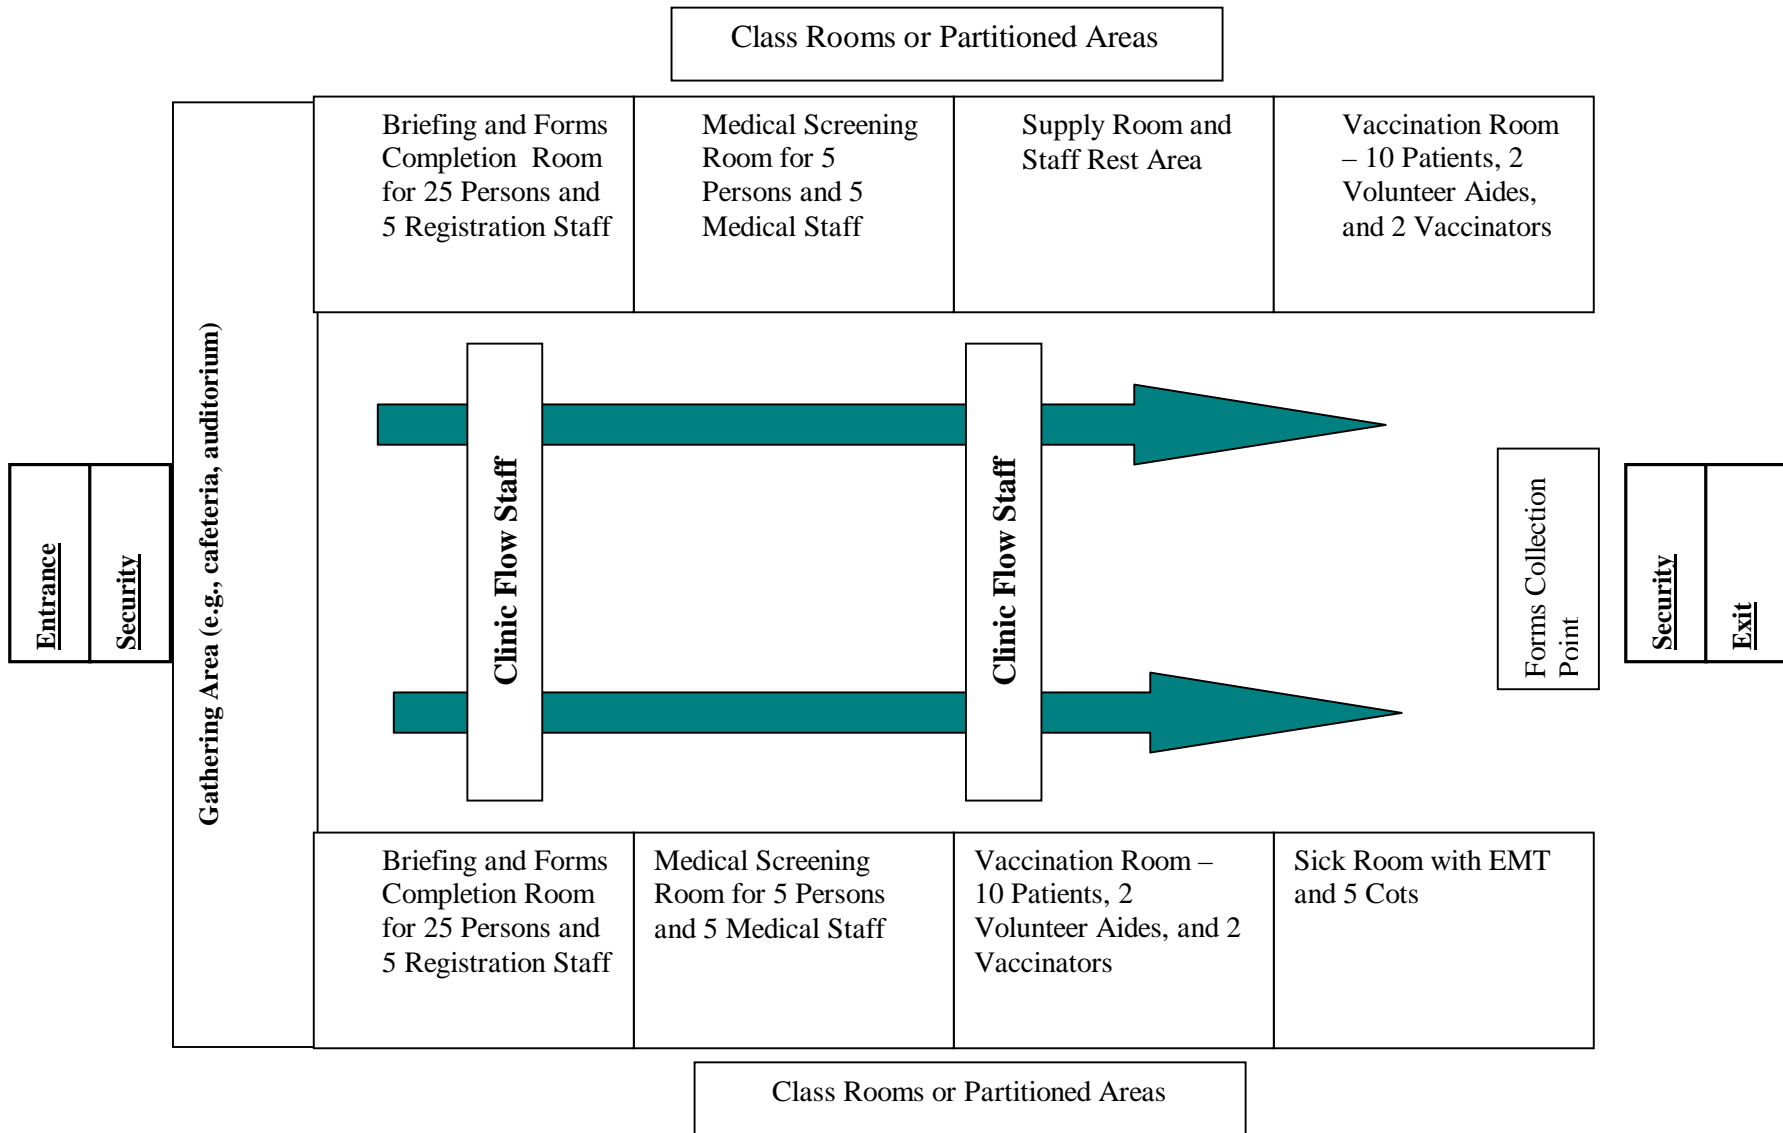 Class Rooms or Partitioned Areas
Briefing and Forms
Completion Room
for 25 Persons and
5 Registration Staff
Medical Screening
Room for 5
Persons and 5
Medical Staff
Supply Room and
Staff Rest Area
Vaccination Room
– 10 Patients, 2
Volunteer Aides,
and 2 Vaccinators
Entrance
Security
Gathering Area (e.g., cafeteria, auditorium)
Clinic Flow Staff
Clinic Flow Staff
Forms Collection
Point
Security
Exit
Briefing and Forms
Completion Room
for 25 Persons and
5 Registration Staff
Medical Screening
Room for 5 Persons
and 5 Medical Staff
Vaccination Room –
10 Patients, 2
Volunteer Aides, and 2
Vaccinators
Sick Room with EMT
and 5 Cots
Class Rooms or Partitioned Areas